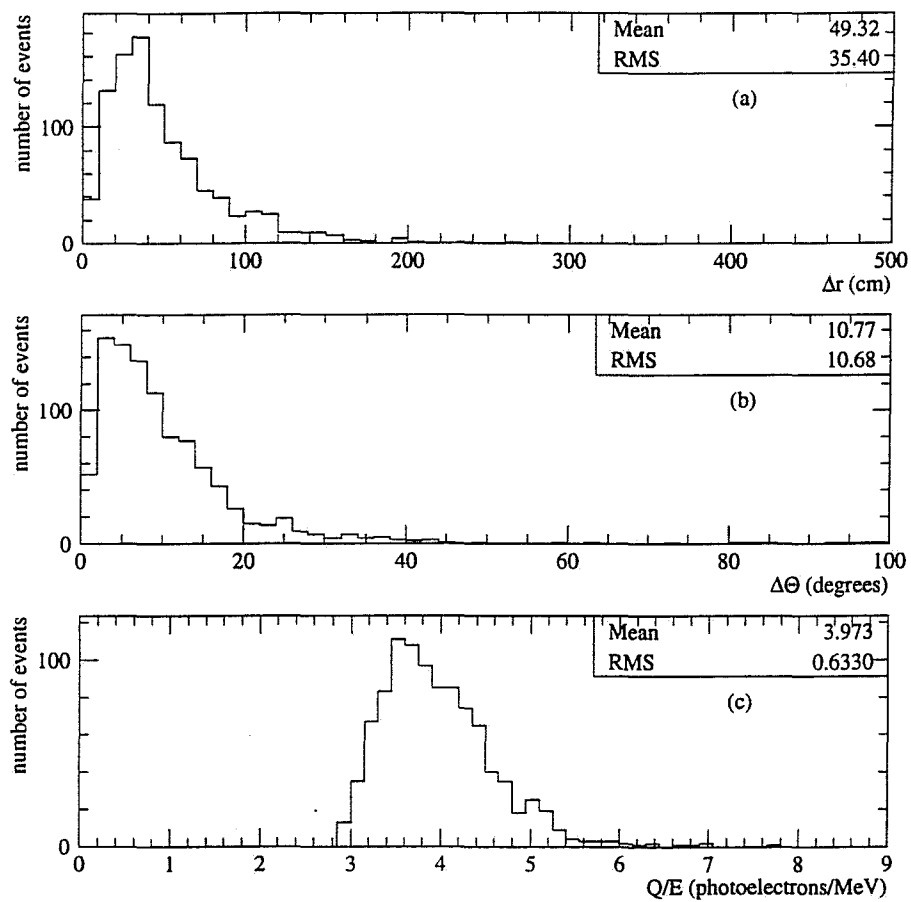 number of events
100
0
Mean 49.32
RMS 35.40
(a)
0 100 200 300 400 500
Δr (cm)
number of events
100
0
Mean 10.77
RMS 10.68
(b)
0 20 40 60 80 100
ΔΘ (degrees)
number of events
100
0
Mean 3.973
RMS 0.6330
(c)
0 1 2 3 4 5 6 7 8 9
Q/E (photoelectrons/MeV)